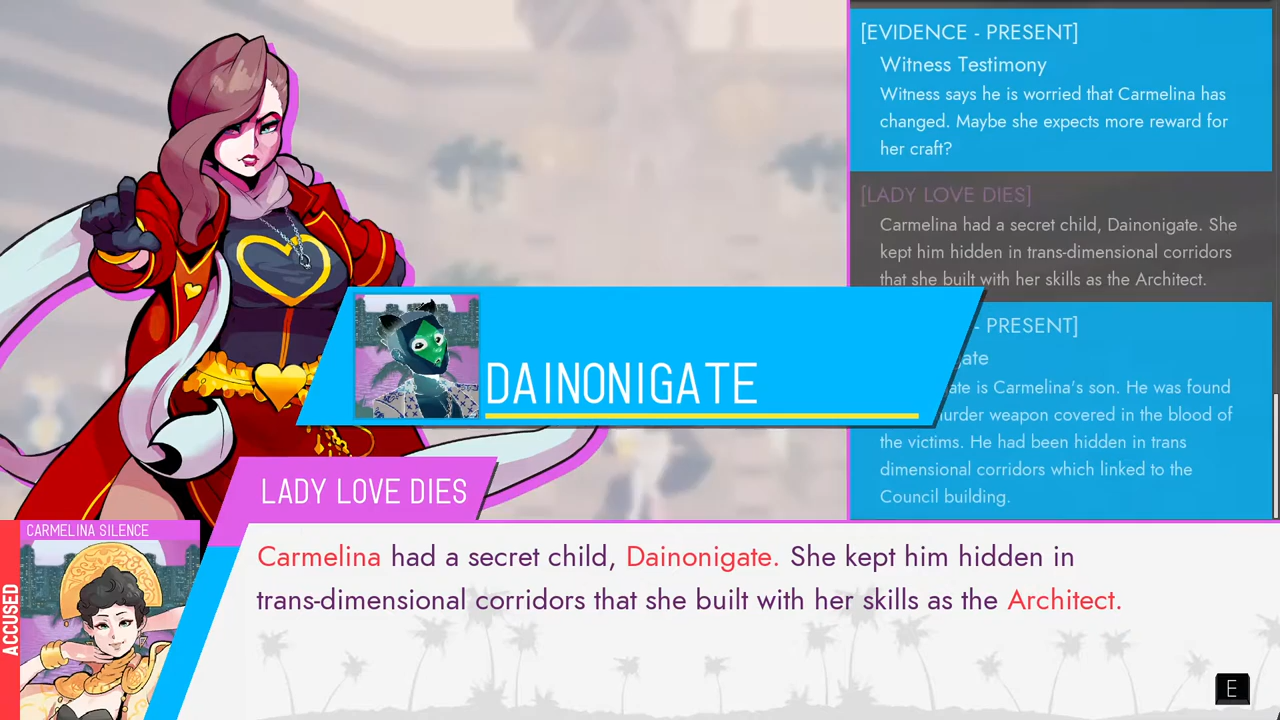 [EVIDENCE - PRESENT]
Witness Testimony
Witness says he is worried that Carmelina has
changed. Maybe she expects more reward for
her craft?
[LADY LOVE DIES]
Carmelina had a secret child, Dainonigate. She
kept him hidden in trans-dimensional corridors
that she built with her skills as the Architect.
- PRESENT]
gate
ate is Carmelina's son. He was found
urder weapon covered in the blood of
the victims. He had been hidden in trans
dimensional corridors which linked to the
Council building.
DAINONIGATE
LADY LOVE DIES
CARMELINA SILENCE
ACCUSED
Carmelina had a secret child, Dainonigate. She kept him hidden in
trans-dimensional corridors that she built with her skills as the Architect.
E